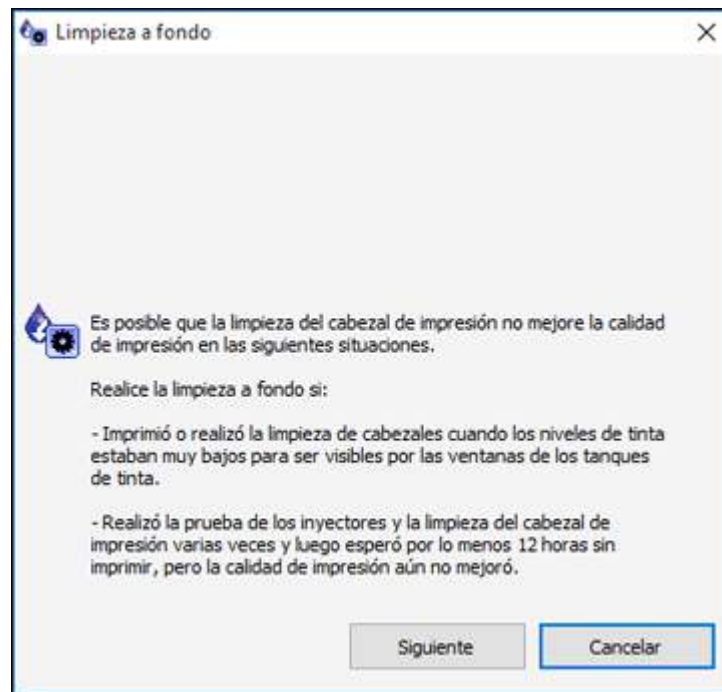 Limpieza a fondo
Es posible que la limpieza del cabezal de impresión no mejore la calidad
de impresión en las siguientes situaciones.
Realice la limpieza a fondo si:
- Imprimió o realizó la limpieza de cabezales cuando los niveles de tinta
estaban muy bajos para ser visibles por las ventanas de los tanques
de tinta.
- Realizó la prueba de los inyectores y la limpieza del cabezal de
impresión varias veces y luego esperó por lo menos 12 horas sin
imprimir, pero la calidad de impresión aún no mejoró.
Siguiente
Cancelar